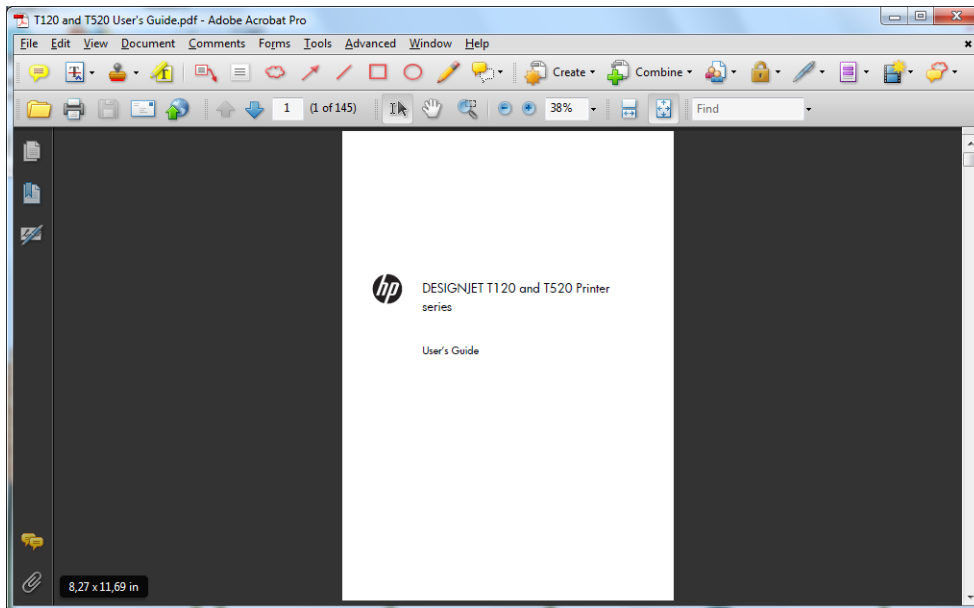 T120 and T520 User's Guide.pdf - Adobe Acrobat Pro
File Edit View Document Comments Forms Tools Advanced Window Help
Create Combine
1 (1 of 145) 38% Find
hp
DESIGNJET T120 and T520 Printer
series
User's Guide
8,27 x 11,69 in